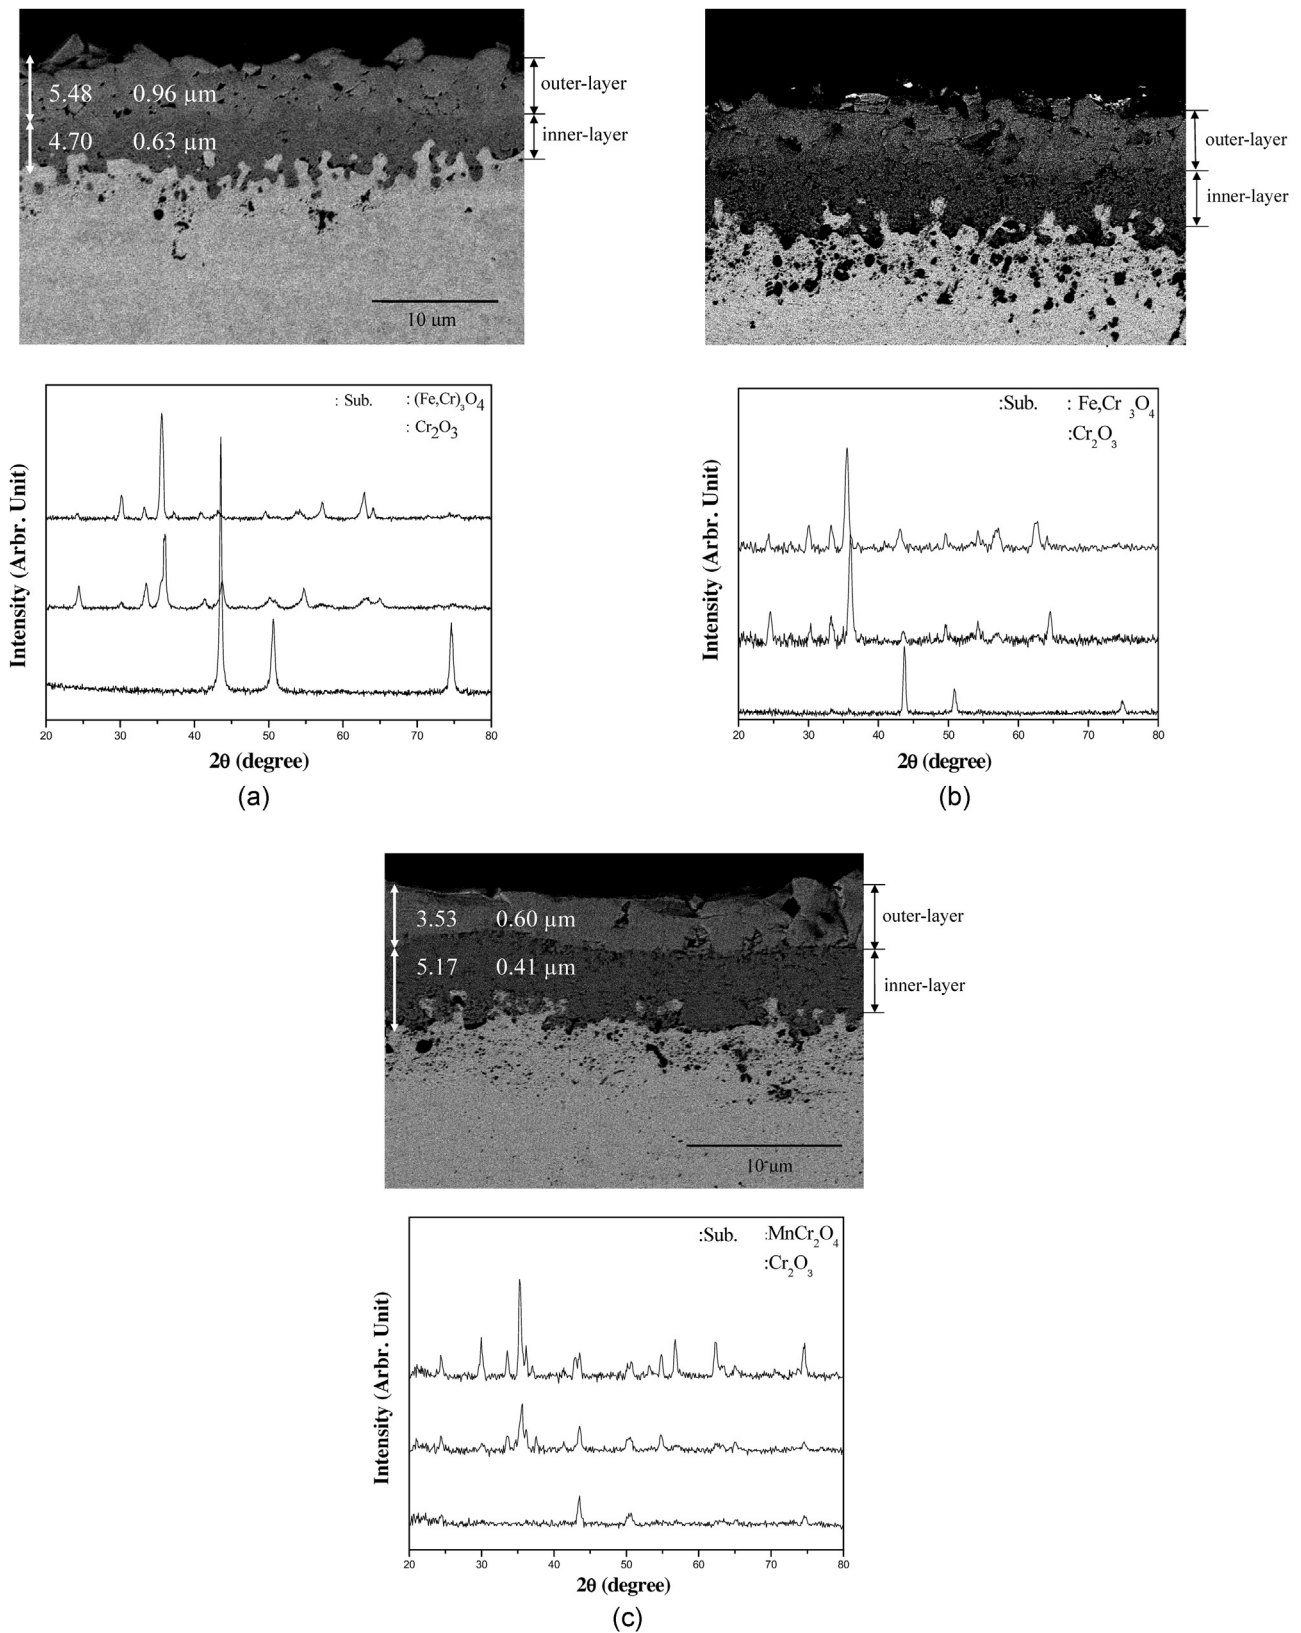 5.48 0.96 µm
4.70 0.63 µm
outer-layer
inner-layer
10 um
outer-layer
inner-layer
: Sub. : (Fe,Cr)3O4
: Cr2O3
Intensity (Arbr. Unit)
20 30 40 50 60 70 80
2θ (degree)
(a)
:Sub. : Fe,Cr 3O4
:Cr2O3
Intensity (Arbr. Unit)
20 30 40 50 60 70 80
2θ (degree)
(b)
3.53 0.60 µm
5.17 0.41 µm
outer-layer
inner-layer
10 µm
:Sub. :MnCr2O4
:Cr2O3
Intensity (Arbr. Unit)
20 30 40 50 60 70 80
2θ (degree)
(c)